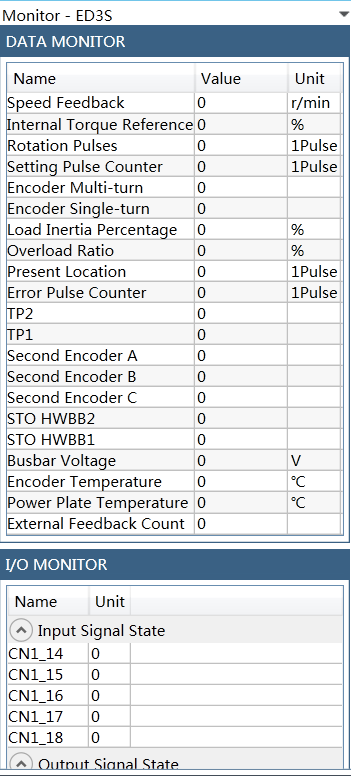 Monitor - ED3S
DATA MONITOR
Name Value Unit
Speed Feedback 0 r/min
Internal Torque Reference 0 %
Rotation Pulses 0 1Pulse
Setting Pulse Counter 0 1Pulse
Encoder Multi-turn 0
Encoder Single-turn 0
Load Inertia Percentage 0 %
Overload Ratio 0 %
Present Location 0 1Pulse
Error Pulse Counter 0 1Pulse
TP2 0
TP1 0
Second Encoder A 0
Second Encoder B 0
Second Encoder C 0
STO HWBB2 0
STO HWBB1 0
Busbar Voltage 0 V
Encoder Temperature 0 ℃
Power Plate Temperature 0 ℃
External Feedback Count 0
I/O MONITOR
Name Unit
Input Signal State
CN1_14 0
CN1_15 0
CN1_16 0
CN1_17 0
CN1_18 0
Output Signal State